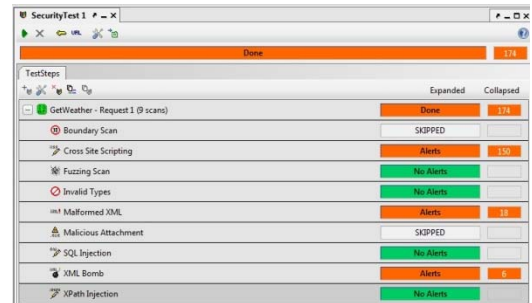 SecurityTest 1
URL
Done 174
TestSteps
Expanded Collapsed
GetWeather - Request 1 (9 scans) Done 174
Boundary Scan SKIPPED
Cross Site Scripting Alerts 150
Fuzzing Scan No Alerts
Invalid Types No Alerts
Malformed XML Alerts 18
Malicious Attachment SKIPPED
SQL Injection No Alerts
XML Bomb Alerts 6
XPath Injection No Alerts